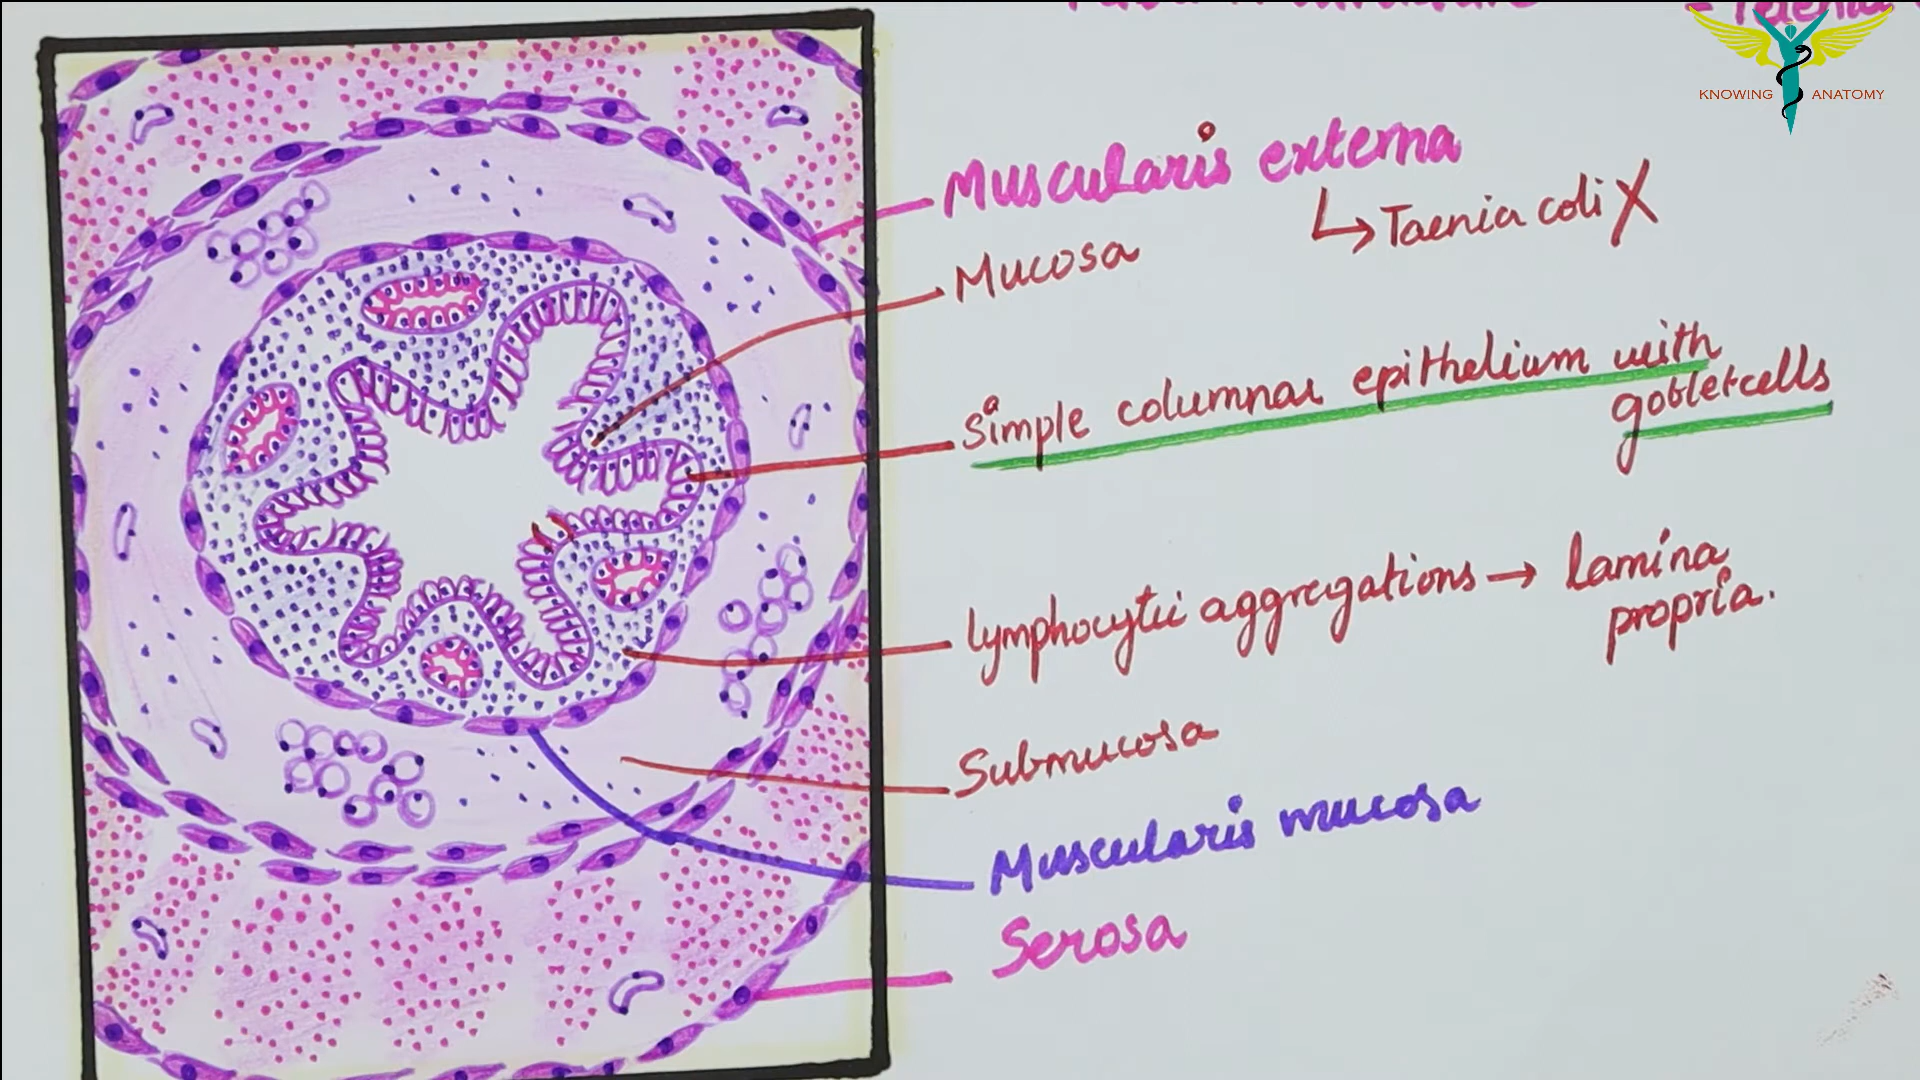 KNOWING ANATOMY
Muscularis externa
↳ Taenia coli X
Mucosa
simple columnar epithelium with
goblet cells
lymphocytic aggregations → lamina
propria.
Submucosa
Muscularis mucosa
Serosa